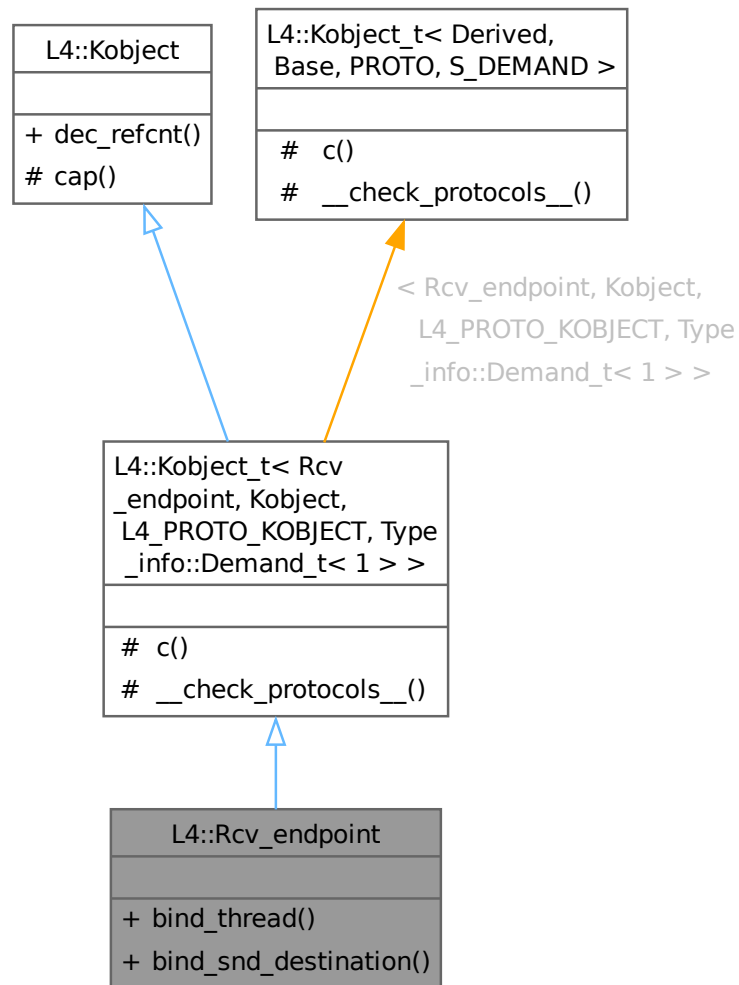 L4::Kobject
+ dec_refcnt()
# cap()
L4::Kobject_t< Derived,
Base, PROTO, S_DEMAND >
# c()
# __check_protocols__()
< Rcv_endpoint, Kobject,
L4_PROTO_KOBJECT, Type
_info::Demand_t< 1 > >
L4::Kobject_t< Rcv
_endpoint, Kobject,
L4_PROTO_KOBJECT, Type
_info::Demand_t< 1 > >
# c()
# __check_protocols__()
L4::Rcv_endpoint
+ bind_thread()
+ bind_snd_destination()